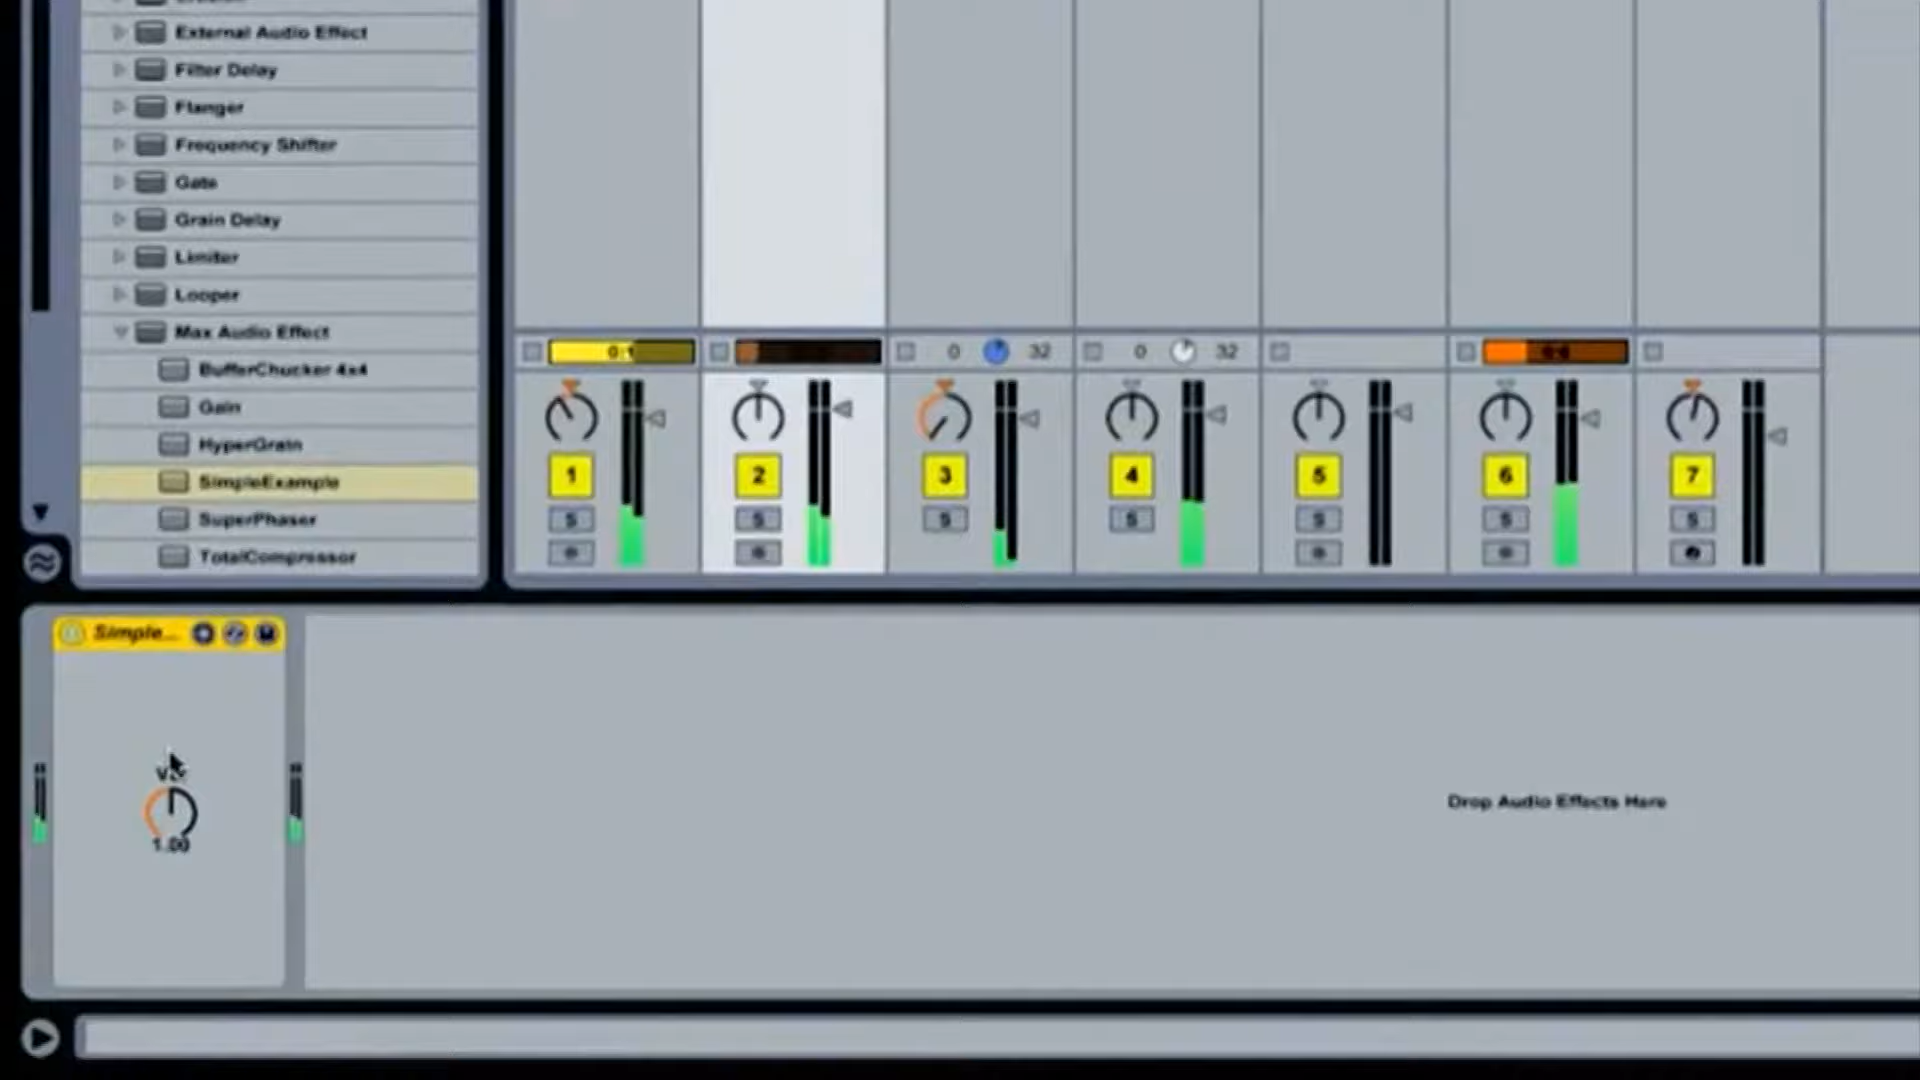 External Audio Effect
Filter Delay
Flanger
Frequency Shifter
Gate
Grain Delay
Limiter
Looper
Max Audio Effect
BufferChucker 4x4
Gain
HyperGrain
SimpleExample
SuperPhaser
TotalCompressor
0 32 0 32
1 2 3 4 5 6 7
S S S S S S S
Simple...
1.00
Drop Audio Effects Here